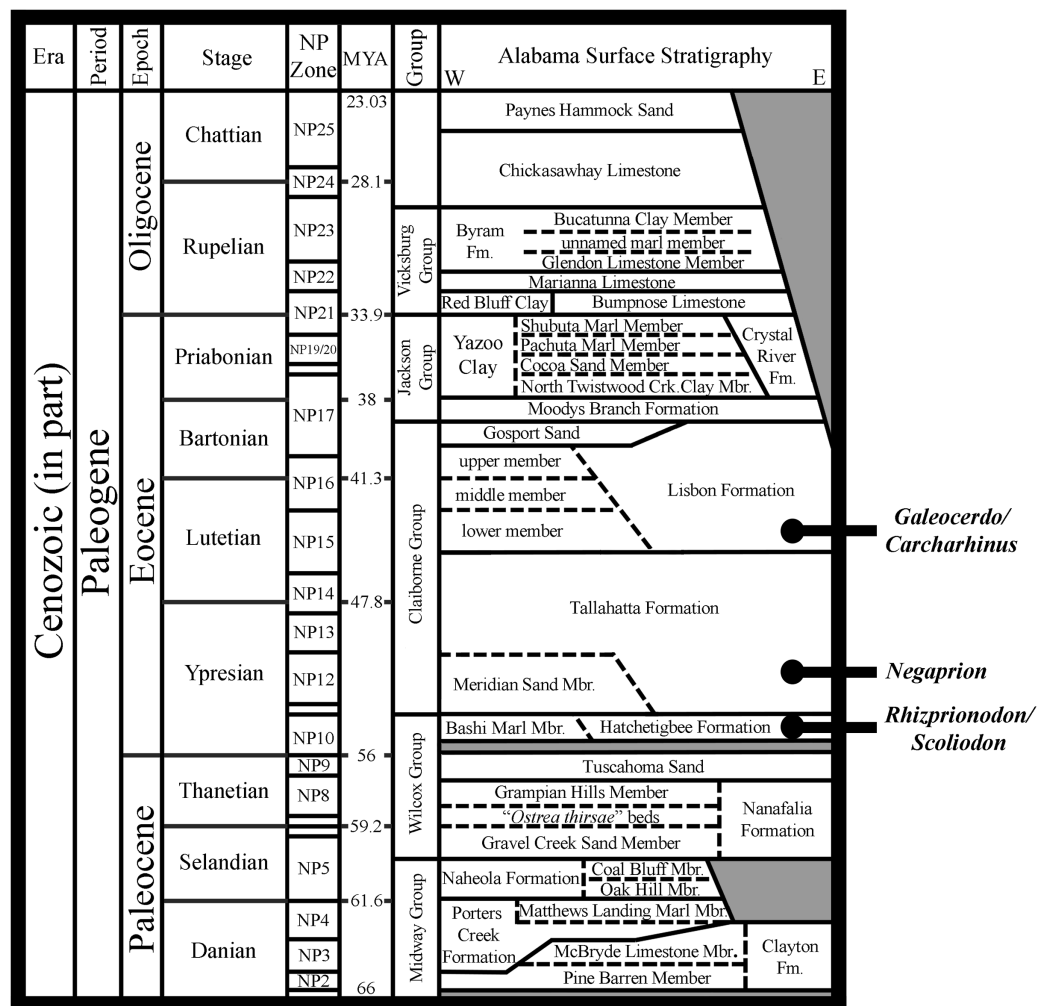 Era
Period
Epoch
Stage
NP
Zone
MYA
Group
Alabama Surface Stratigraphy
W
E
Cenozoic (in part)
Paleogene
Oligocene
Eocene
Paleocene
Chattian
Rupelian
Priabonian
Bartonian
Lutetian
Ypresian
Thanetian
Selandian
Danian
NP25
NP24
NP23
NP22
NP21
NP19/20
NP17
NP16
NP15
NP14
NP13
NP12
NP10
NP9
NP8
NP5
NP4
NP3
NP2
23.03
28.1
33.9
38
41.3
47.8
56
59.2
61.6
66
Vicksburg
Group
Jackson
Group
Claiborne Group
Wilcox Group
Midway Group
Paynes Hammock Sand
Chickasawhay Limestone
Byram
Fm.
Bucatunna Clay Member
unnamed marl member
Glendon Limestone Member
Marianna Limestone
Red Bluff Clay
Bumpnose Limestone
Yazoo
Clay
Shubuta Marl Member
Pachuta Marl Member
Cocoa Sand Member
North Twistwood Crk.Clay Mbr.
Crystal
River
Fm.
Moodys Branch Formation
Gosport Sand
upper member
middle member
lower member
Lisbon Formation
Tallahatta Formation
Meridian Sand Mbr.
Bashi Marl Mbr.
Hatchetigbee Formation
Tuscahoma Sand
Grampian Hills Member
“Ostrea thirsae” beds
Gravel Creek Sand Member
Nanafalia
Formation
Naheola Formation
Coal Bluff Mbr.
Oak Hill Mbr.
Porters
Creek
Formation
Matthews Landing Marl Mbr.
McBryde Limestone Mbr.
Pine Barren Member
Clayton
Fm.
Galeocerdo/
Carcharhinus
Negaprion
Rhizprionodon/
Scoliodon